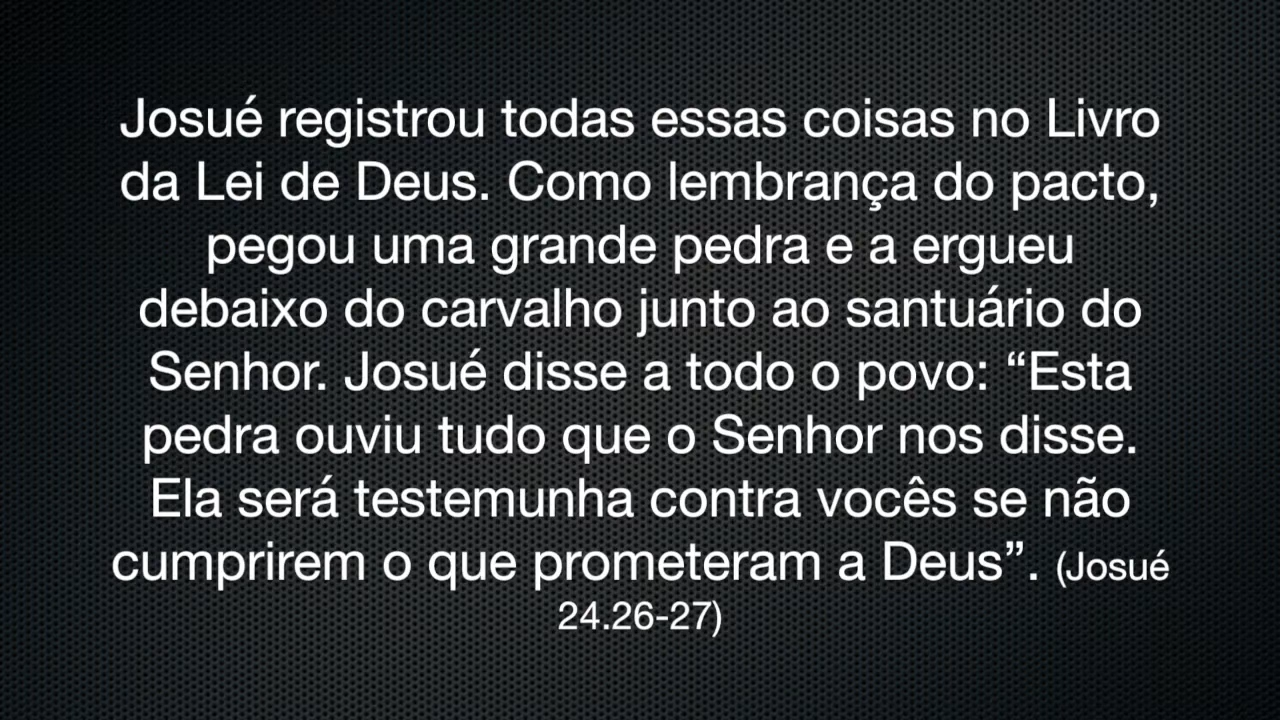 Josué registrou todas essas coisas no Livro
da Lei de Deus. Como lembrança do pacto,
pegou uma grande pedra e a ergueu
debaixo do carvalho junto ao santuário do
Senhor. Josué disse a todo o povo: “Esta
pedra ouviu tudo que o Senhor nos disse.
Ela será testemunha contra vocês se não
cumprirem o que prometeram a Deus”. (Josué
24.26-27)